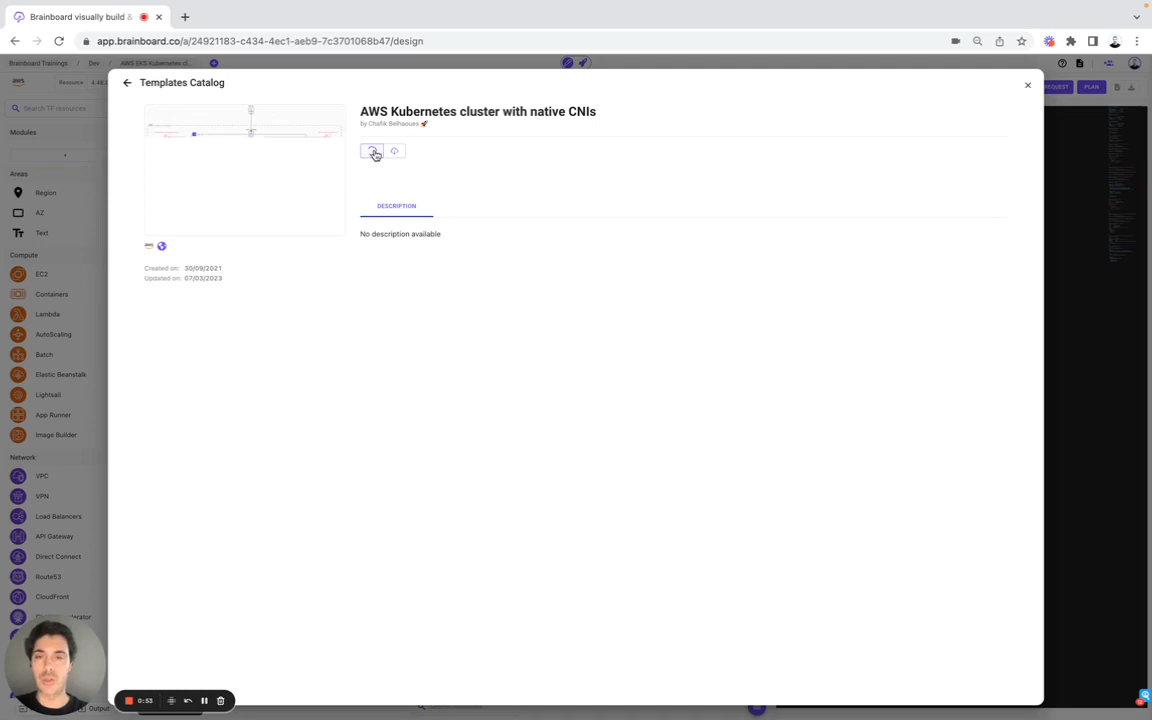 Brainboard visually build &
app.brainboard.co/a/24921183-c434-4ec1-aeb9-7c3701068b47/design
Brainboard Trainings / Dev / AWS EKS Kubernetes cl...
aws Resource 4.48.0
REQUEST PLAN
Search TF resources
Modules
+
Areas
Region
AZ
Text
Compute
EC2
Containers
Lambda
AutoScaling
Batch
Elastic Beanstalk
Lightsail
App Runner
Image Builder
Network
VPC
VPN
Load Balancers
API Gateway
Direct Connect
Route53
CloudFront
Output
Templates Catalog
AWS Kubernetes cluster with native CNIs
by Chafik Belhaoues 🚀
DESCRIPTION
No description available
aws
Created on: 30/09/2021
Updated on: 07/03/2023
0:53